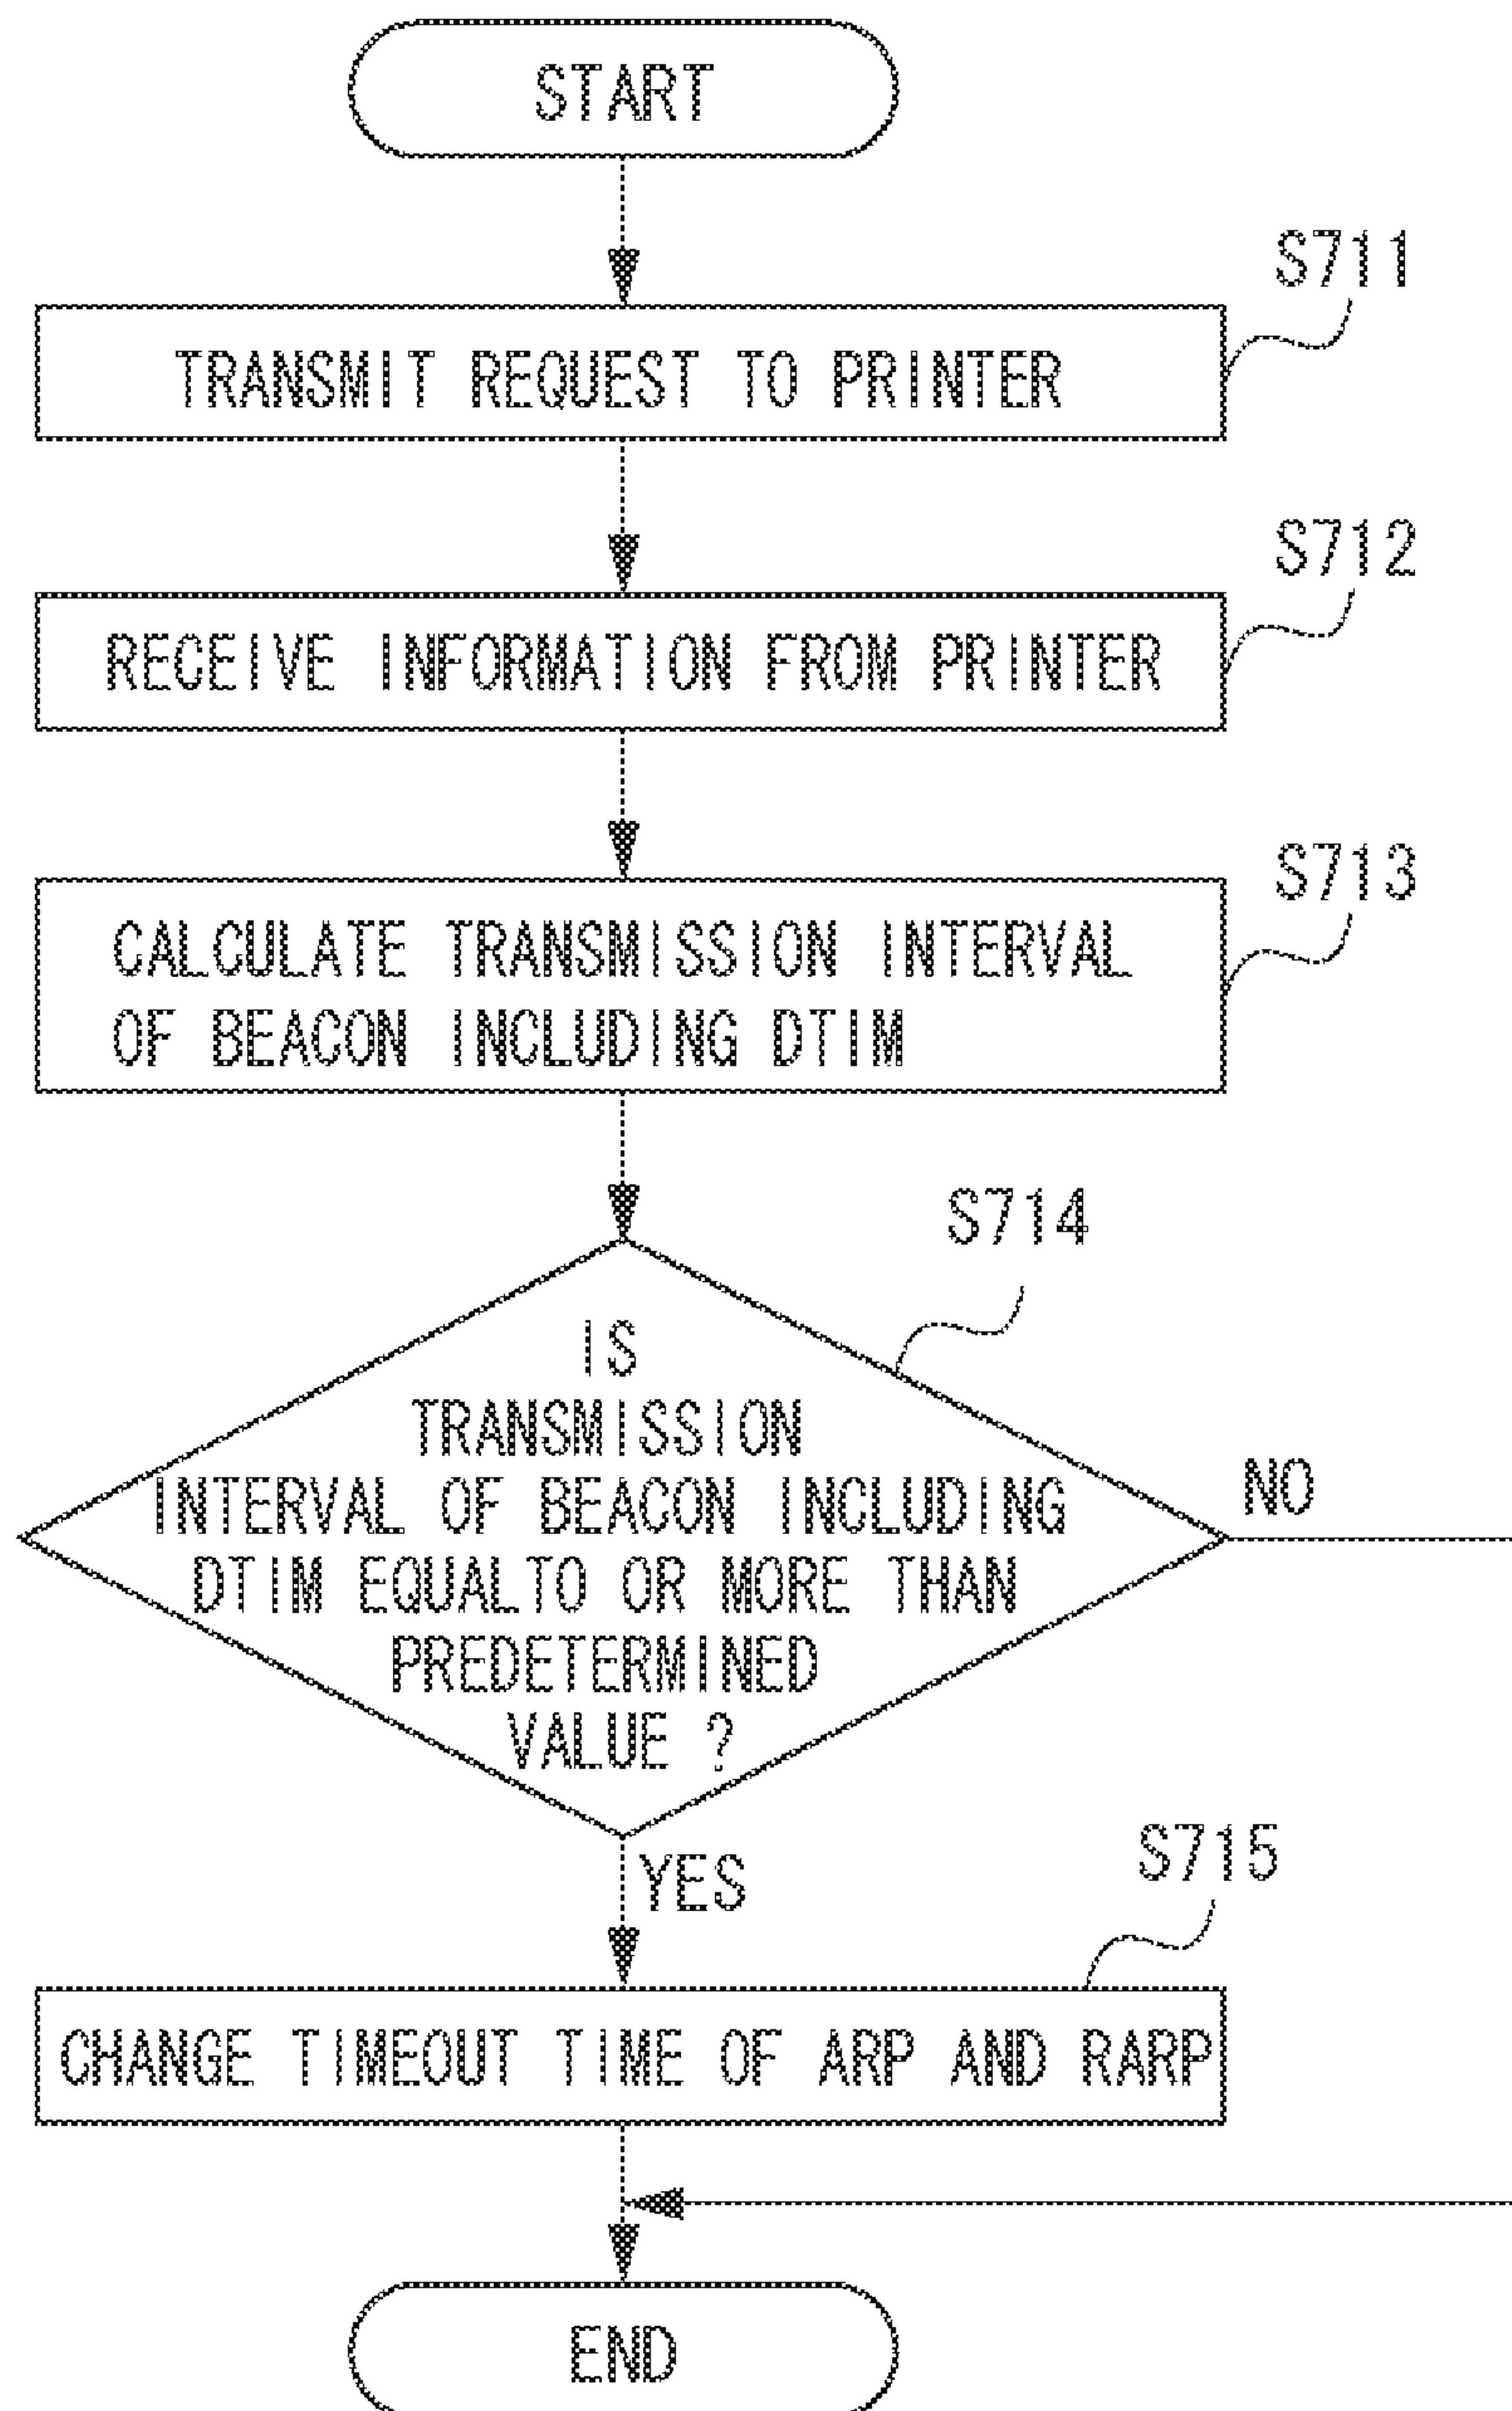 START
S711
TRANSMIT REQUEST TO PRINTER
S712
RECEIVE INFORMATION FROM PRINTER
S713
CALCULATE TRANSMISSION INTERVAL
OF BEACON INCLUDING DTIM
S714
IS
TRANSMISSION
INTERVAL OF BEACON INCLUDING
DTIM EQUALTO OR MORE THAN
PREDETERMINED
VALUE ?
NO
YES
S715
CHANGE TIMEOUT TIME OF ARP AND RARP
END